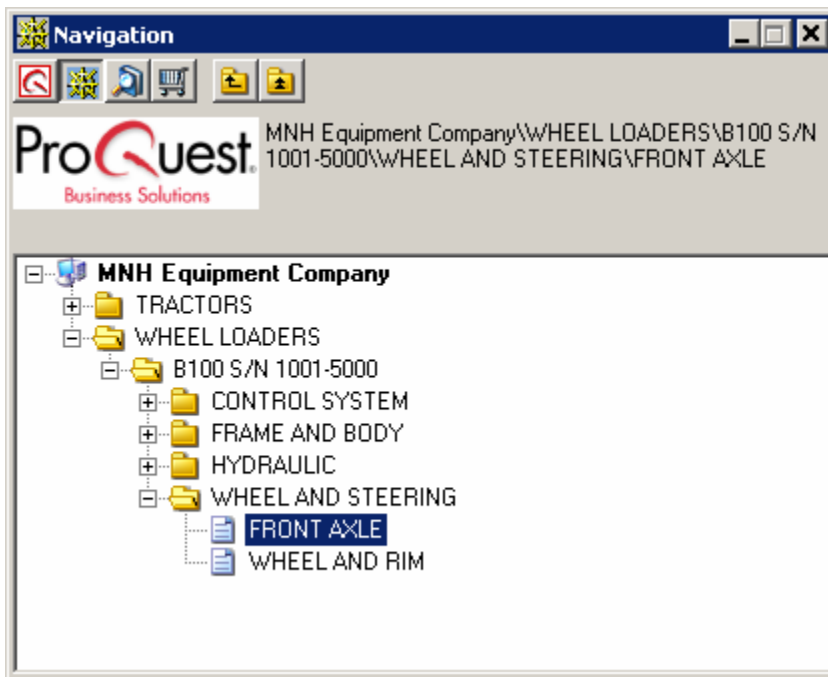 Navigation
ProQuest
Business Solutions
MNH Equipment Company\WHEEL LOADERS\B100 S/N
1001-5000\WHEEL AND STEERING\FRONT AXLE
MNH Equipment Company
TRACTORS
WHEEL LOADERS
B100 S/N 1001-5000
CONTROL SYSTEM
FRAME AND BODY
HYDRAULIC
WHEEL AND STEERING
FRONT AXLE
WHEEL AND RIM